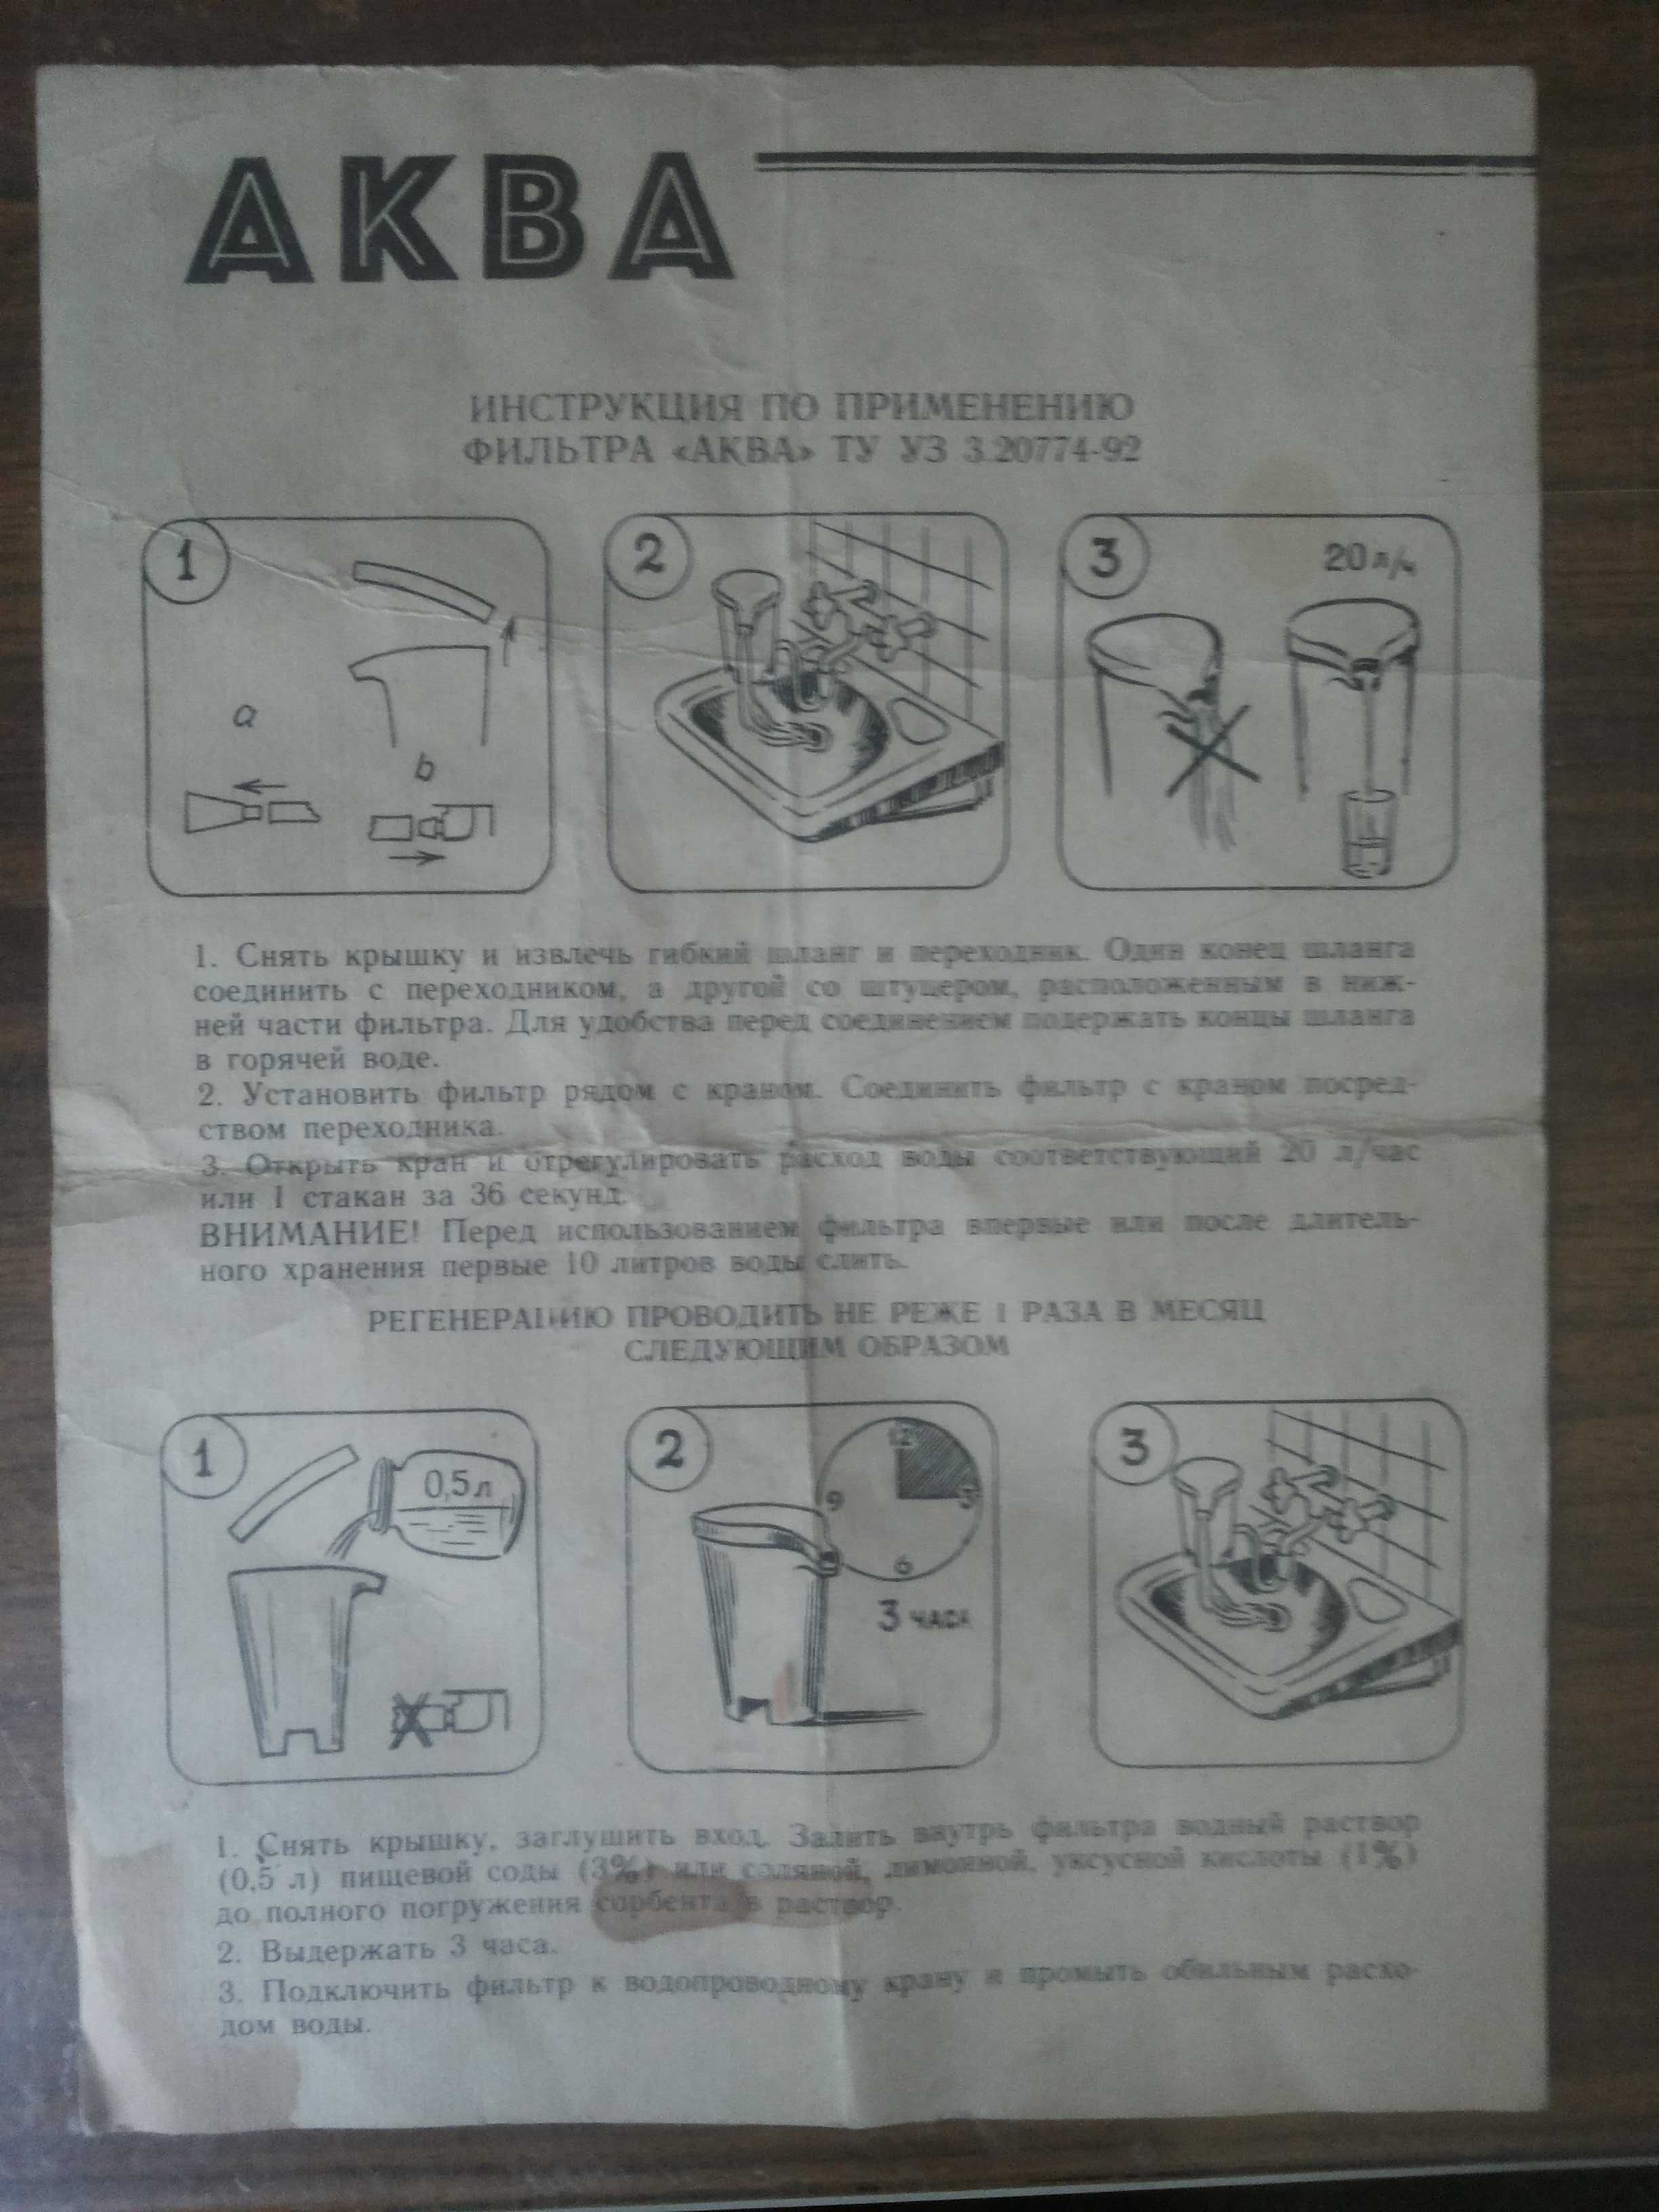 АКВА
ИНСТРУКЦИЯ ПО ПРИМЕНЕНИЮ
ФИЛЬТРА «АКВА» ТУ УЗ 3.20774-92
1
a
b
2
3
20 л/ч
1. Снять крышку и извлечь гибкий шланг и переходник. Один конец шланга
соединить с переходником, а другой со штуцером, расположенным в ниж-
ней части фильтра. Для удобства перед соединением подержать концы шланга
в горячей воде.
2. Установить фильтр рядом с краном. Соединить фильтр с краном посред-
ством переходника.
3. Открыть кран и отрегулировать расход воды соответствующий 20 л/час
или 1 стакан за 36 секунд.
ВНИМАНИЕ! Перед использованием фильтра впервые или после длитель-
ного хранения первые 10 литров воды слить.
РЕГЕНЕРАЦИЮ ПРОВОДИТЬ НЕ РЕЖЕ 1 РАЗА В МЕСЯЦ
СЛЕДУЮЩИМ ОБРАЗОМ
1
0,5 л
2
12
3
6
9
3 ЧАСА
3
1. Снять крышку, заглушить вход. Залить внутрь фильтра водный раствор
(0,5 л) пищевой соды (3%) или соляной, лимонной, уксусной кислоты (1%)
до полного погружения сорбента в раствор.
2. Выдержать 3 часа.
3. Подключить фильтр к водопроводному крану и промыть обильным расхо-
дом воды.